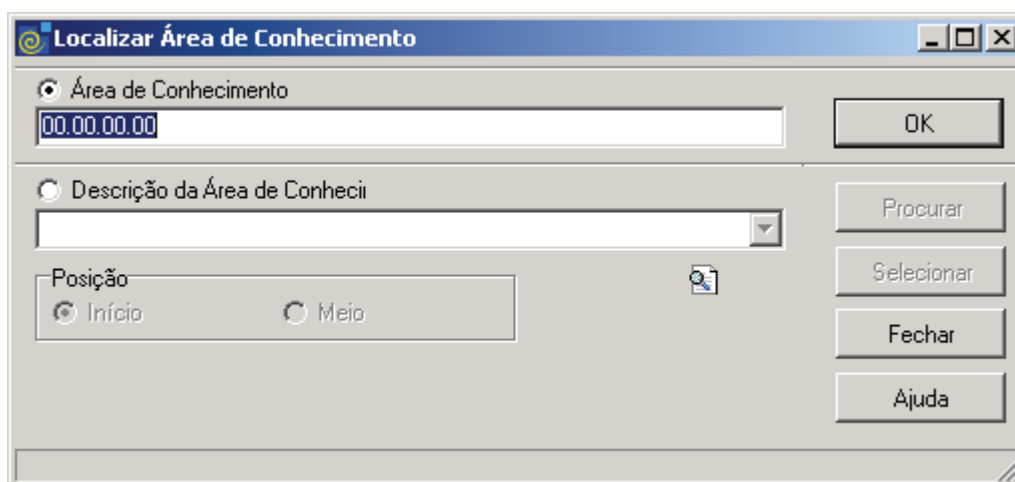 Localizar Área de Conhecimento
Área de Conhecimento
00.00.00.00
OK
Descrição da Área de Conhecii
Procurar
Posição
Início Meio
Selecionar
Fechar
Ajuda